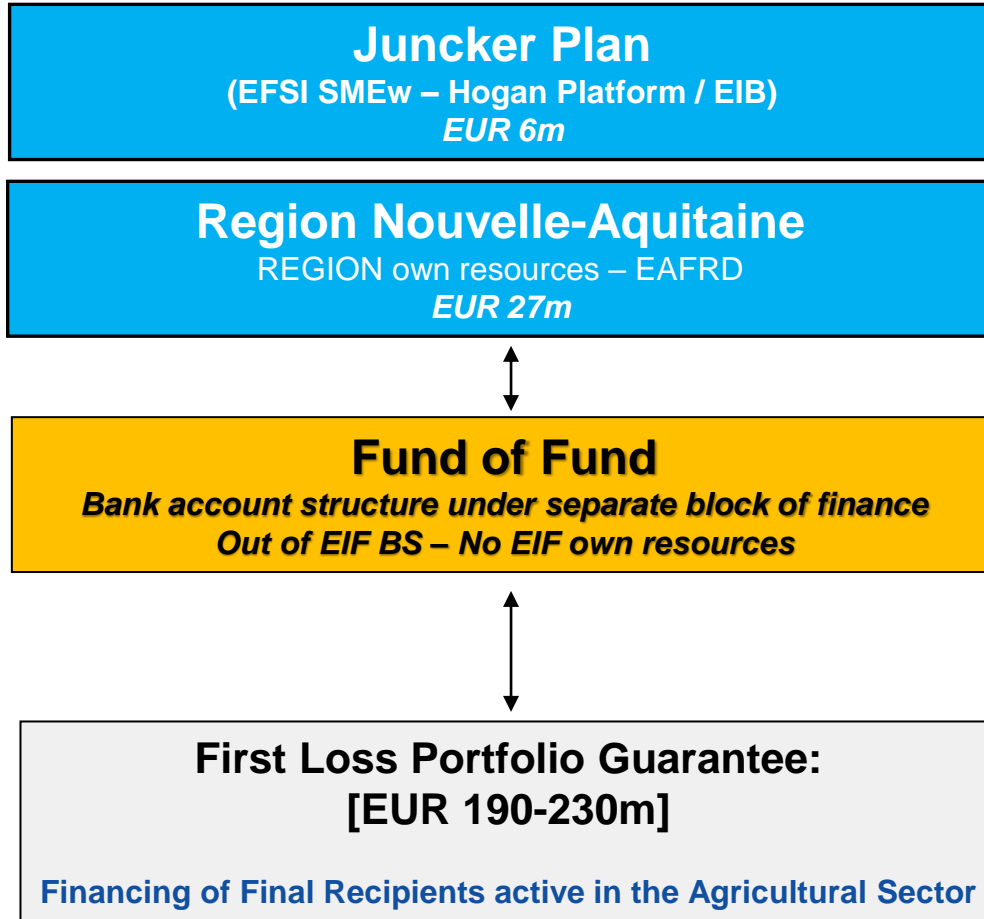 Juncker Plan
(EFSI SMEw – Hogan Platform / EIB)
EUR 6m
Region Nouvelle-Aquitaine
REGION own resources – EAFRD
EUR 27m
Fund of Fund
Bank account structure under separate block of finance
Out of EIF BS – No EIF own resources
First Loss Portfolio Guarantee:
[EUR 190-230m]
Financing of Final Recipients active in the Agricultural Sector